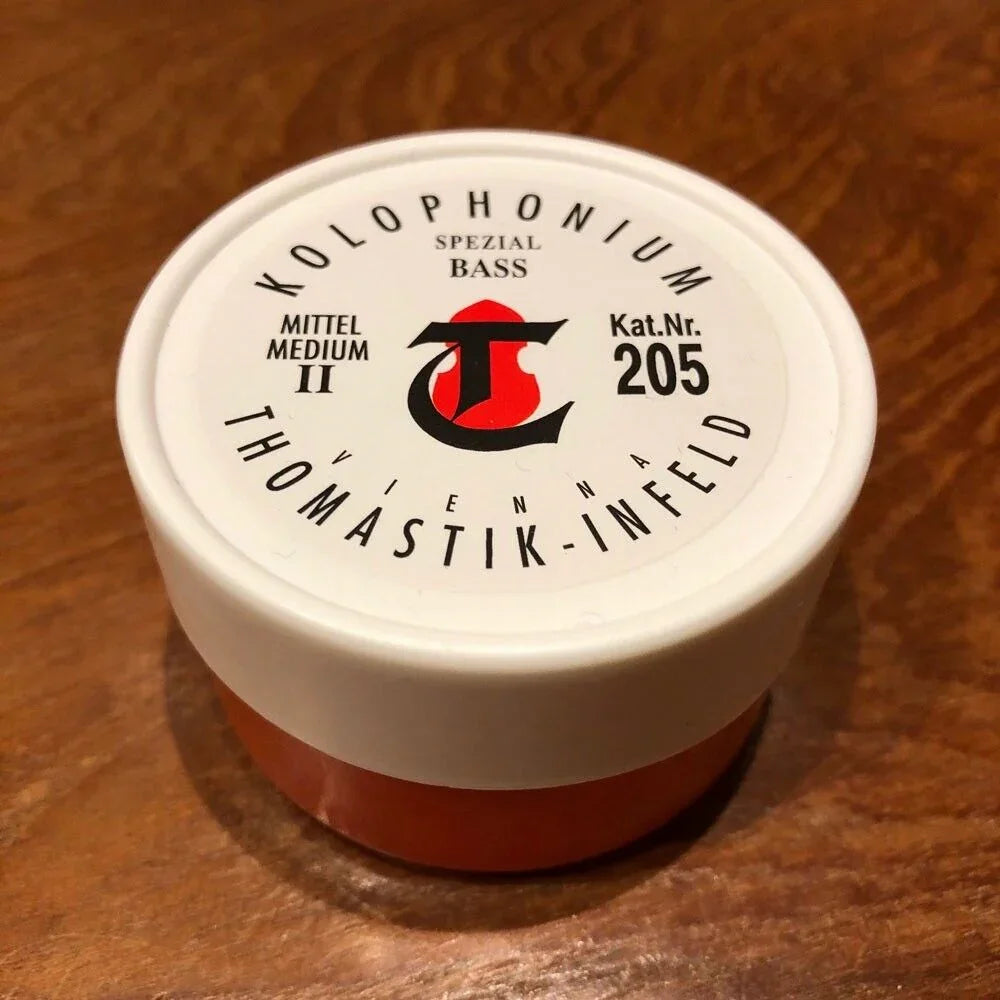 KOLOPHONIUM
SPEZIAL
BASS
MITTEL
MEDIUM
II
Kat.Nr.
205
VIENNA
THOMASTIK-INFELD